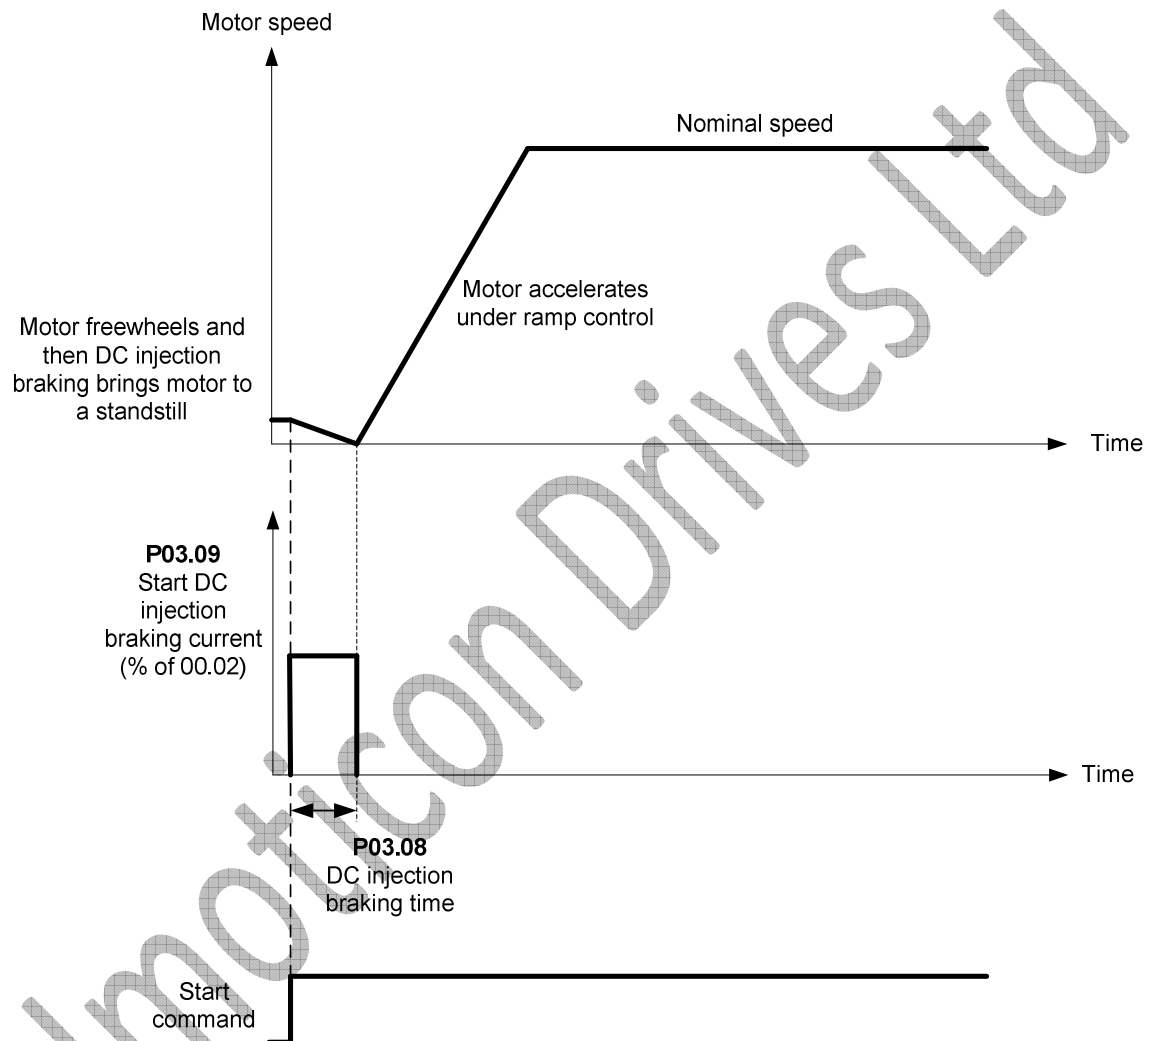 Motor speed
Nominal speed
Motor accelerates
under ramp control
Motor freewheels and
then DC injection
braking brings motor to
a standstill
Time
P03.09
Start DC
injection
braking current
(% of 00.02)
Time
P03.08
DC injection
braking time
Start
command
Imoticon Drives Ltd